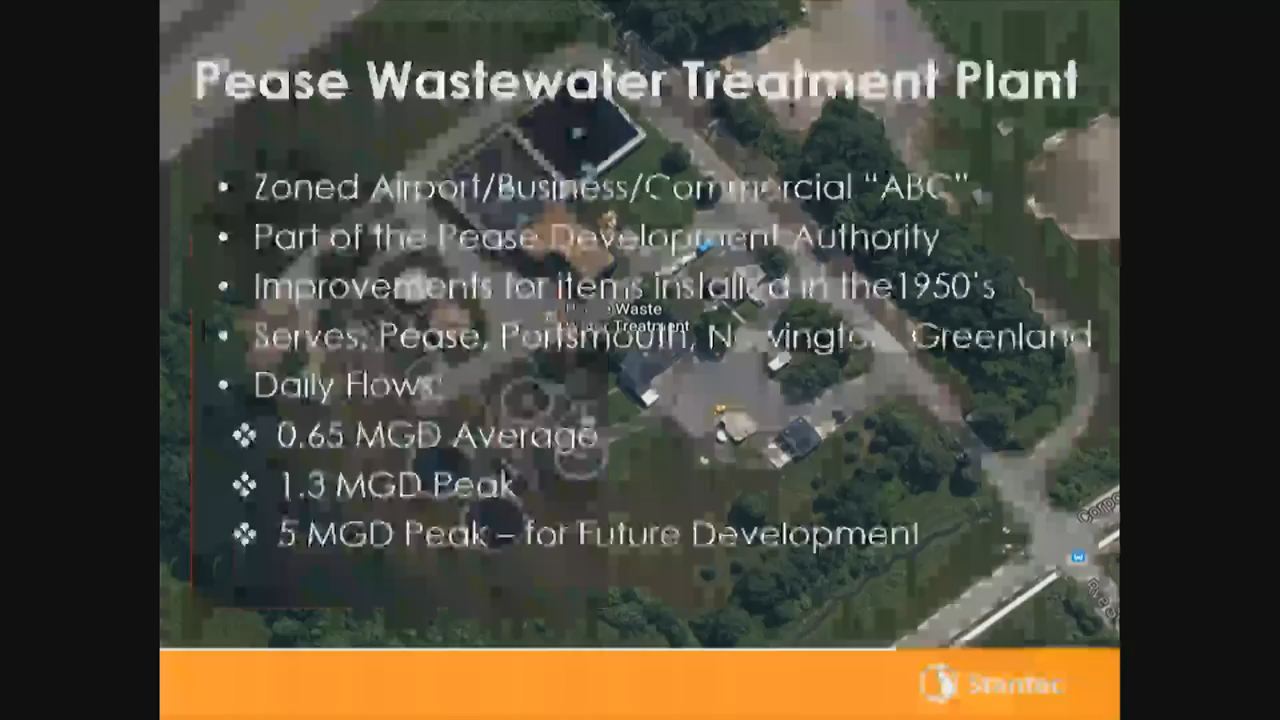 Pease Wastewater Treatment Plant
• Zoned Airport/Business/Commercial “ABC”
• Part of the Pease Development Authority
• Improvements for items installed in the1950's
Waste
Treatment
• Serves: Pease, Portsmouth, Newington, Greenland
• Daily Flows:
❖ 0.65 MGD Average
❖ 1.3 MGD Peak
❖ 5 MGD Peak – for Future Development
Stantec